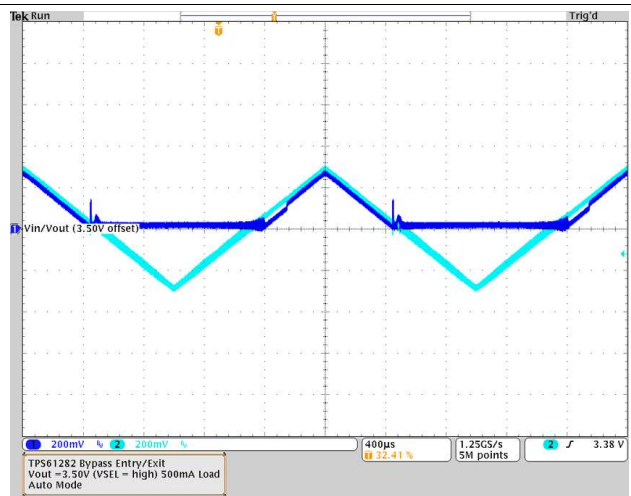 Tek Run Trig'd
T
T
1 Vin/Vout (3.50V offset)
1 200mV 2 200mV 400µs 1.25GS/s 2 3.38 V
T 32.41 % 5M points
TPS61282 Bypass Entry/Exit
Vout =3.50V (VSEL = high) 500mA Load
Auto Mode